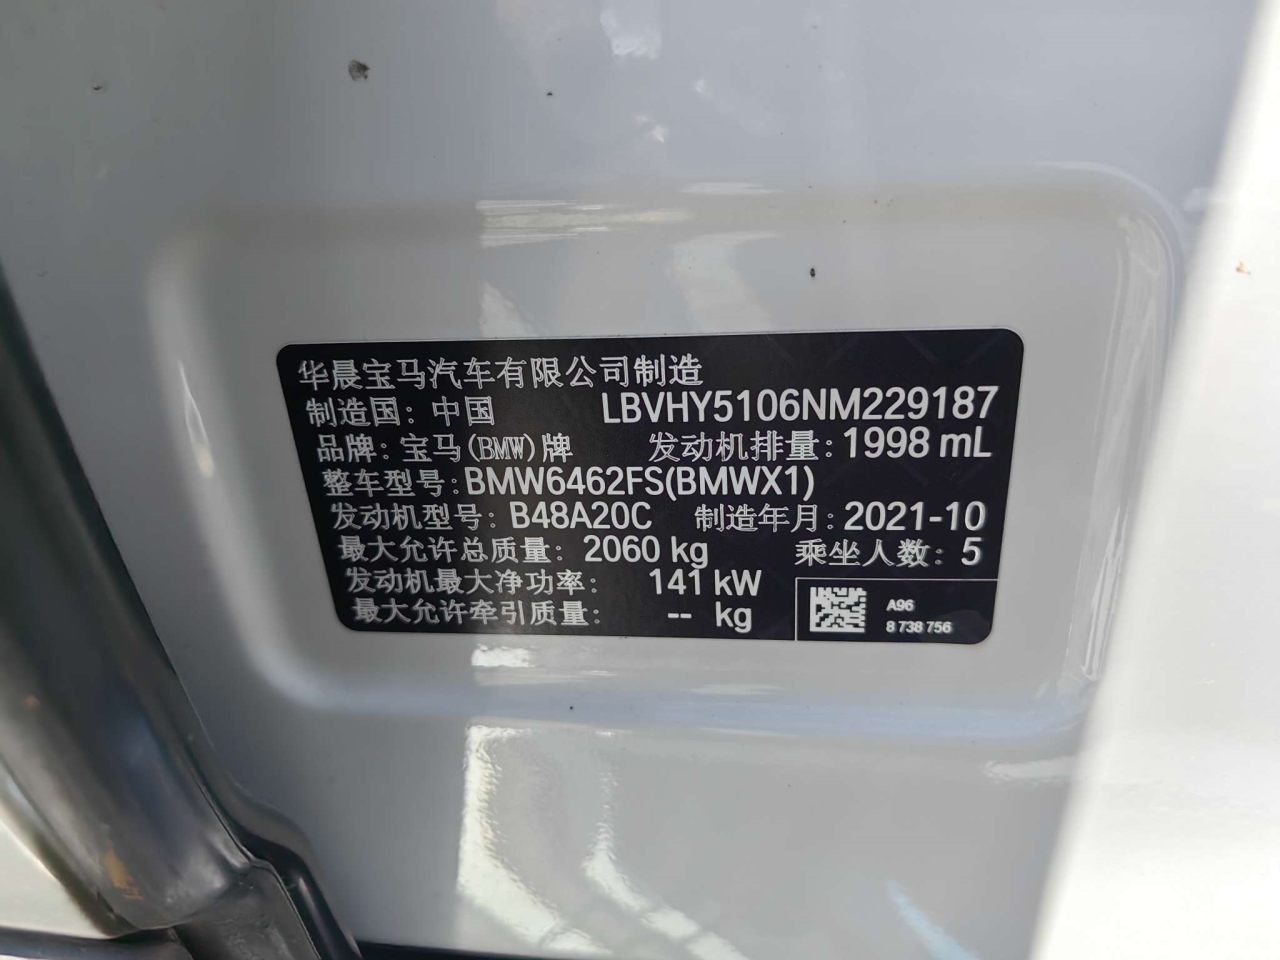 华晨宝马汽车有限公司制造
制造国：中国 LBVHY5106NM229187
品牌：宝马(BMW)牌 发动机排量：1998 mL
整车型号：BMW6462FS(BMWX1)
发动机型号：B48A20C 制造年月：2021-10
最大允许总质量：2060 kg 乘坐人数：5
发动机最大净功率：141 kW
最大允许牵引质量：-- kg
A96
8 738 756